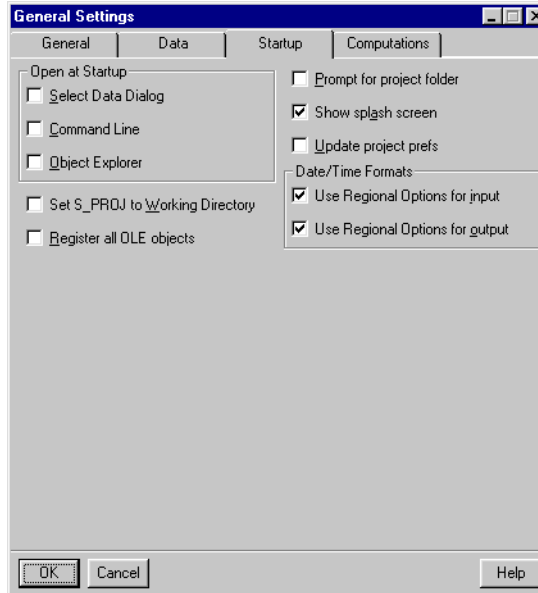 General Settings
General Data Startup Computations
Open at Startup
Select Data Dialog
Command Line
Object Explorer
Set S_PROJ to Working Directory
Register all OLE objects
Prompt for project folder
Show splash screen
Update project prefs
Date/Time Formats
Use Regional Options for input
Use Regional Options for output
OK Cancel Help